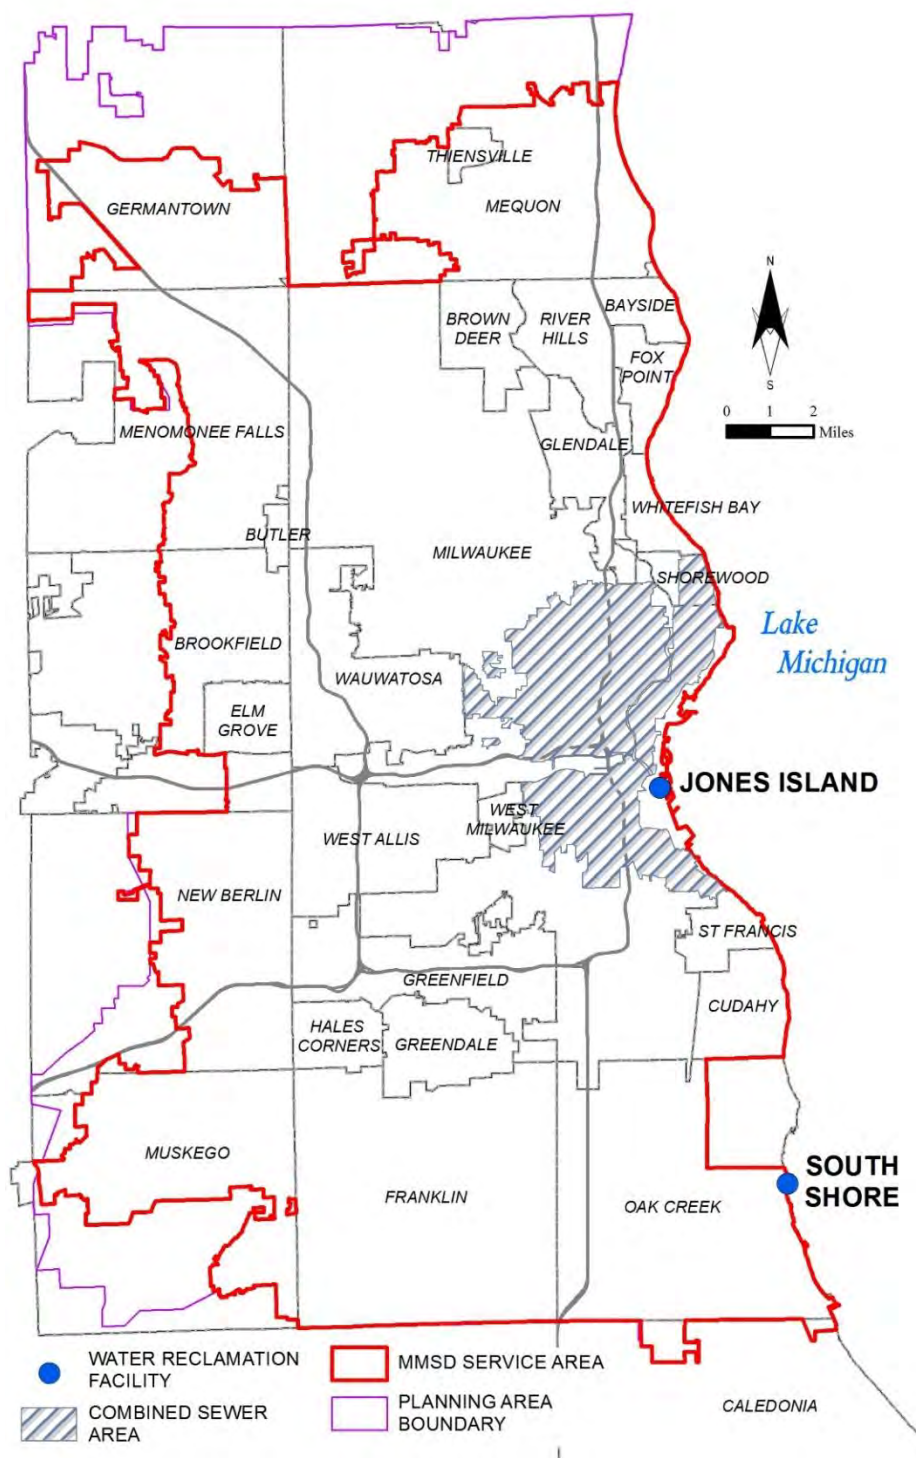 THIENSVILLE
GERMANTOWN
MEQUON
N
BAYSIDE
BROWN
DEER
RIVER
HILLS
FOX
POINT
S
0 1 2
Miles
MENOMONEE FALLS
GLENDALE
WHITEFISH BAY
BUTLER
MILWAUKEE
SHOREWOOD
Lake
Michigan
BROOKFIELD
WAUWATOSA
ELM
GROVE
JONES ISLAND
WEST
MILWAUKEE
WEST ALLIS
NEW BERLIN
ST FRANCIS
GREENFIELD
CUDAHY
HALES
CORNERS
GREENDALE
MUSKEGO
SOUTH
SHORE
FRANKLIN
OAK CREEK
WATER RECLAMATION
FACILITY
MMSD SERVICE AREA
COMBINED SEWER
AREA
PLANNING AREA
BOUNDARY
CALEDONIA